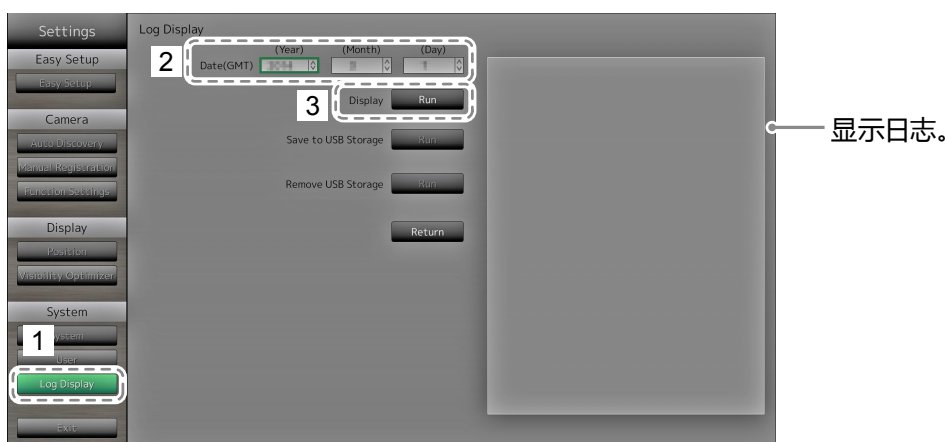 Settings
Easy Setup
Easy Setup
Camera
Auto Discovery
Manual Registration
Function Settings
Display
Position
Visibility Optimizer
System
1
System
User
Log Display
Exit
Log Display
2
(Year) (Month) (Day)
Date(GMT)
3
Display Run
Save to USB Storage Run
Remove USB Storage Run
Return
显示日志。